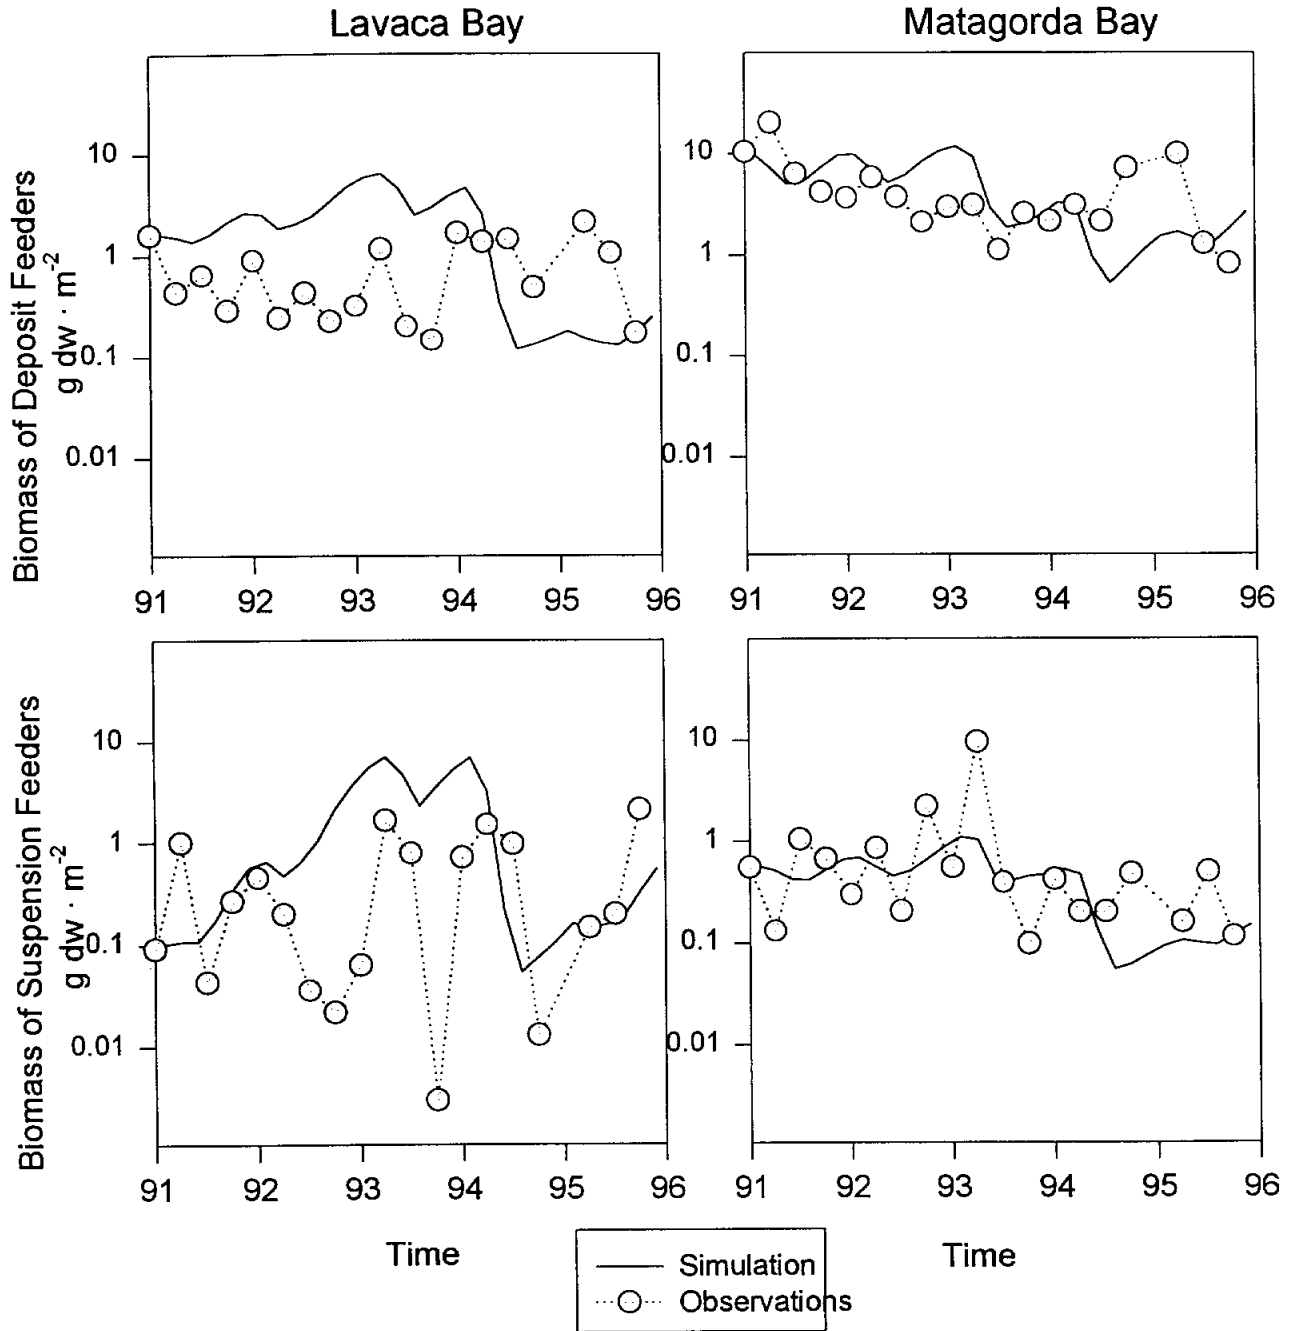 Lavaca Bay
Matagorda Bay
Biomass of Deposit Feeders
g dw · m⁻²
10
1
0.1
0.01
91 92 93 94 95 96
10
1
0.1
0.01
91 92 93 94 95 96
Biomass of Suspension Feeders
g dw · m⁻²
10
1
0.1
0.01
91 92 93 94 95 96
Time
10
1
0.1
0.01
91 92 93 94 95 96
Time
Simulation
Observations